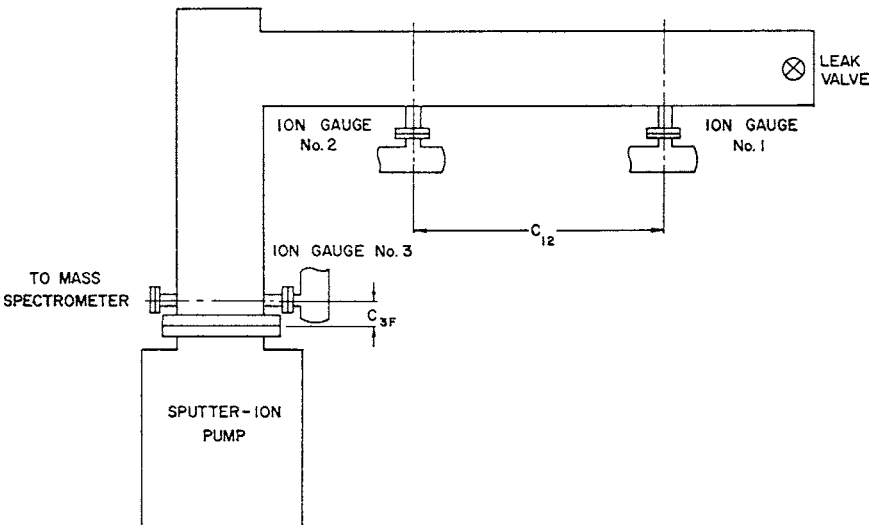 LEAK
VALVE
ION GAUGE
No. 2
ION GAUGE
No. 1
C12
ION GAUGE No. 3
TO MASS
SPECTROMETER
C3F
SPUTTER-ION
PUMP